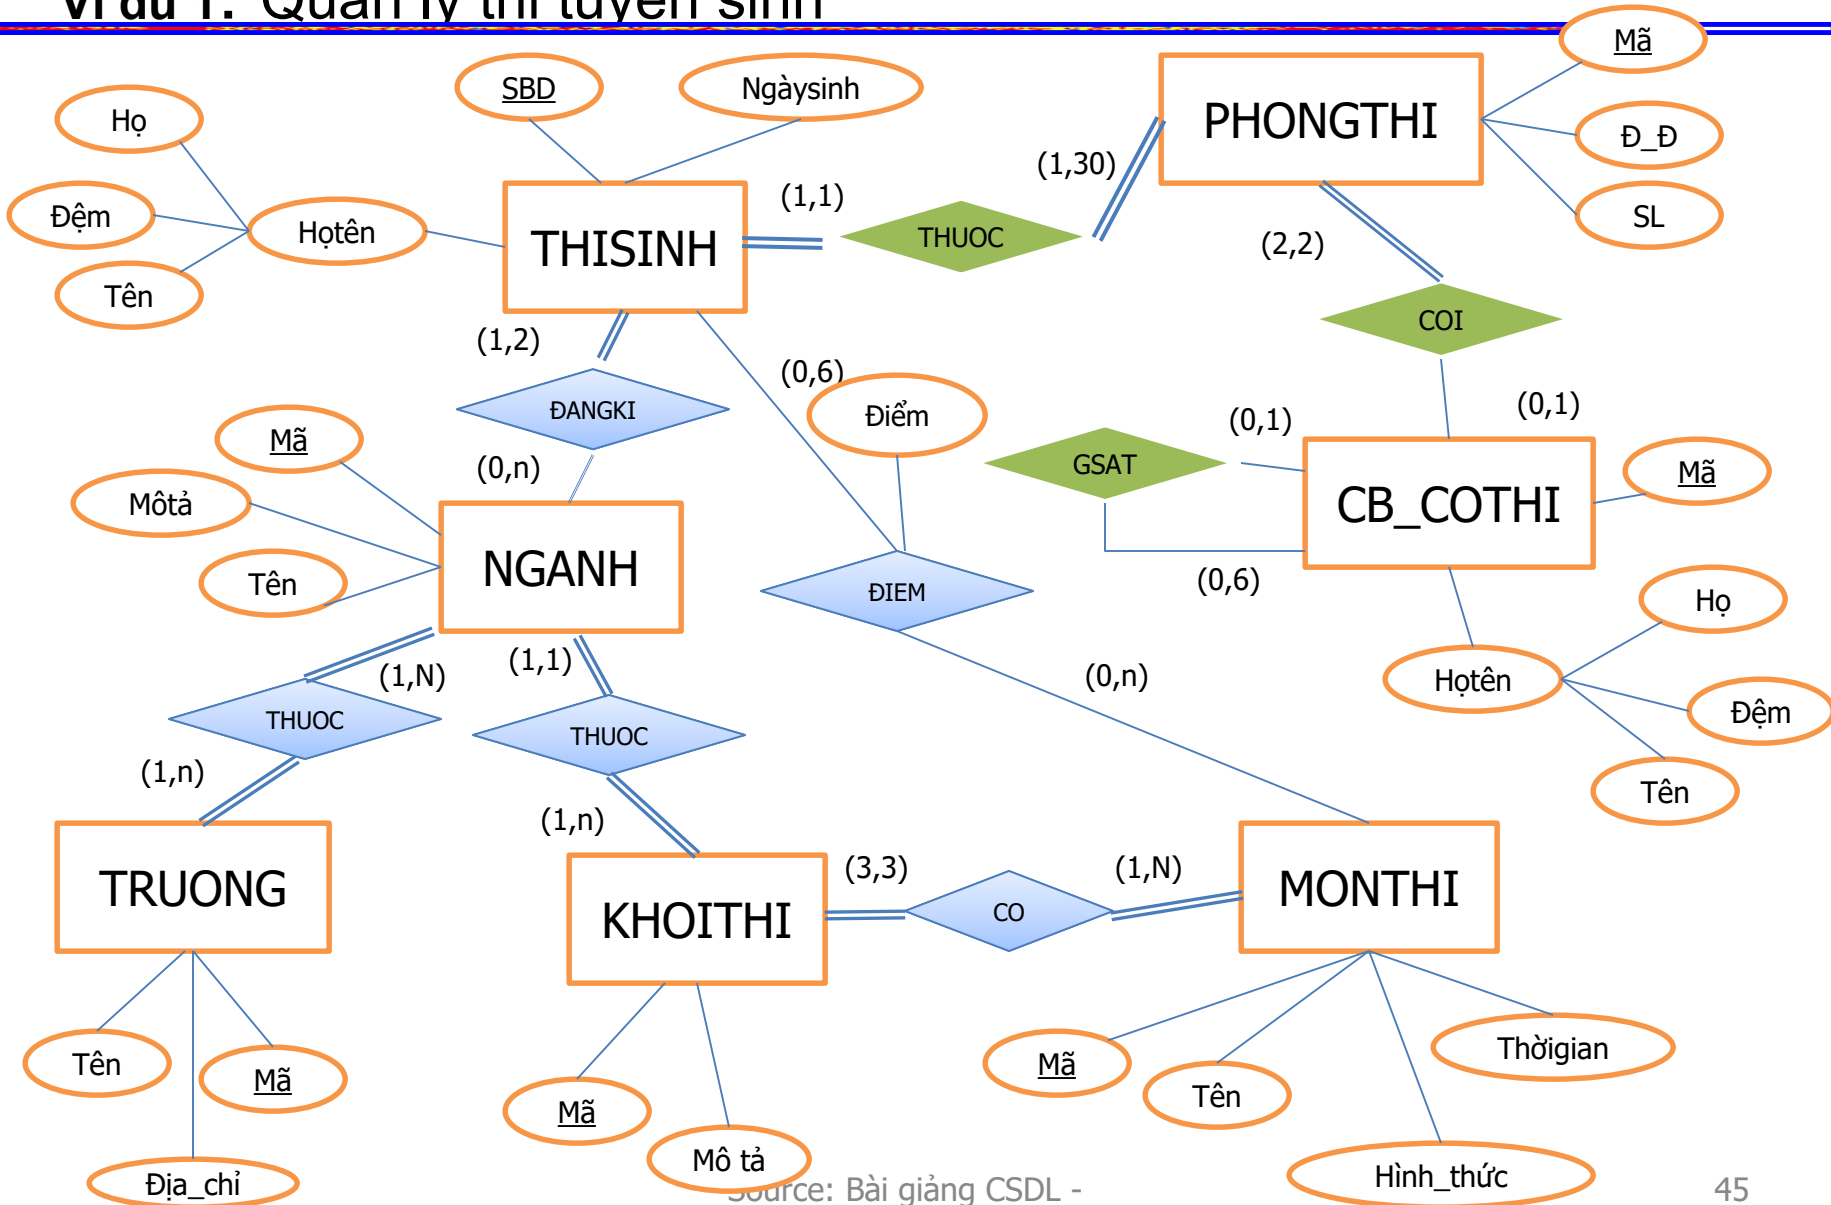 Ví dụ 1. Quản lý thi tuyển sinh
Mã
SBD
Ngàysinh
PHONGTHI
Họ
Đ_Đ
(1,30)
(1,1)
Đệm
Họtên
THISINH
THUOC
SL
(2,2)
Tên
COI
(1,2)
(0,6)
ĐANGKI
Điểm
(0,1)
(0,1)
Mã
(0,n)
GSAT
Mã
Môtả
CB_COTHI
NGANH
Tên
ĐIEM
(0,6)
Họ
(1,1)
(1,N)
(0,n)
Họtên
Đệm
THUOC
THUOC
(1,n)
Tên
(1,n)
TRUONG
(3,3)
(1,N)
MONTHI
KHOITHI
CO
Tên
Mã
Mã
Thờigian
Mã
Tên
Mô tả
Địa_chỉ
Hình_thức
Source: Bài giảng CSDL -
45